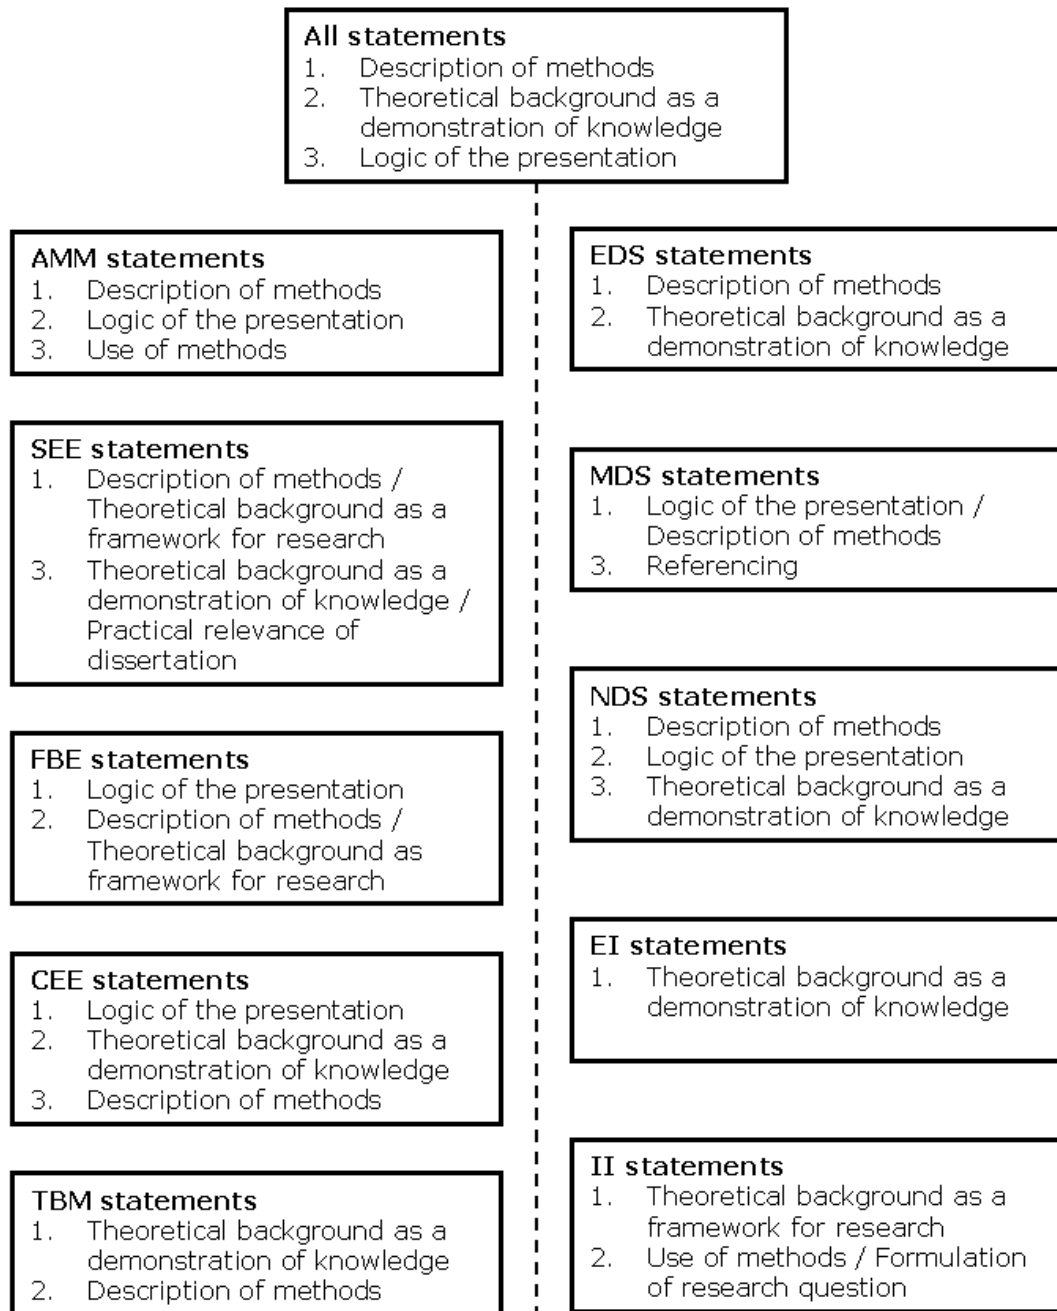 All statements
1. Description of methods
2. Theoretical background as a
demonstration of knowledge
3. Logic of the presentation
AMM statements
1. Description of methods
2. Logic of the presentation
3. Use of methods
SEE statements
1. Description of methods /
Theoretical background as a
framework for research
3. Theoretical background as a
demonstration of knowledge /
Practical relevance of
dissertation
FBE statements
1. Logic of the presentation
2. Description of methods /
Theoretical background as
framework for research
CEE statements
1. Logic of the presentation
2. Theoretical background as a
demonstration of knowledge
3. Description of methods
TBM statements
1. Theoretical background as a
demonstration of knowledge
2. Description of methods
EDS statements
1. Description of methods
2. Theoretical background as a
demonstration of knowledge
MDS statements
1. Logic of the presentation /
Description of methods
3. Referencing
NDS statements
1. Description of methods
2. Logic of the presentation
3. Theoretical background as a
demonstration of knowledge
EI statements
1. Theoretical background as a
demonstration of knowledge
II statements
1. Theoretical background as a
framework for research
2. Use of methods / Formulation
of research question